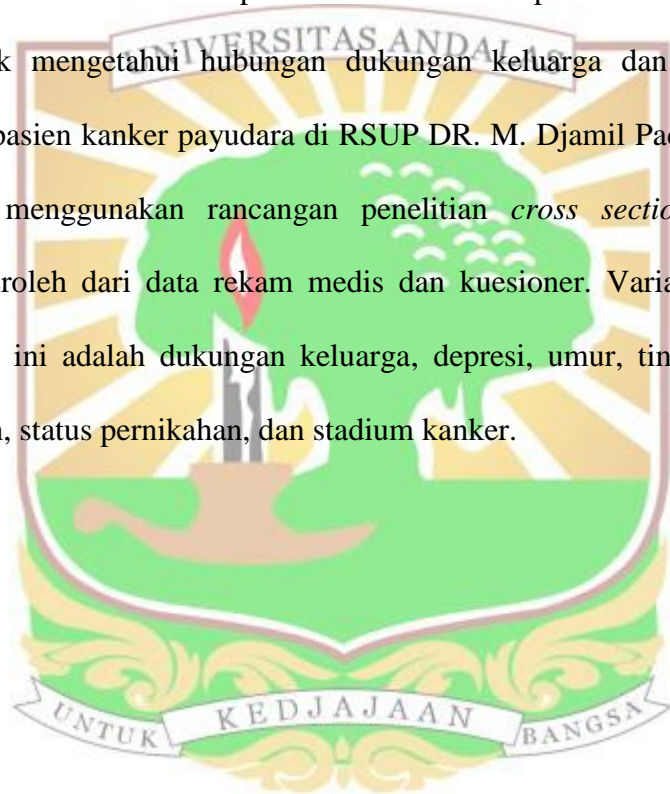 UNIVERSITAS ANDALAS
k mengetahui hubungan dukungan keluarga dan
pasien kanker payudara di RSUP DR. M. Djamil Pad
menggunakan rancangan penelitian cross sectio
roleh dari data rekam medis dan kuesioner. Varia
ini adalah dukungan keluarga, depresi, umur, tin
, status pernikahan, dan stadium kanker.
UNTUK KEDJAJAAN BANGSA